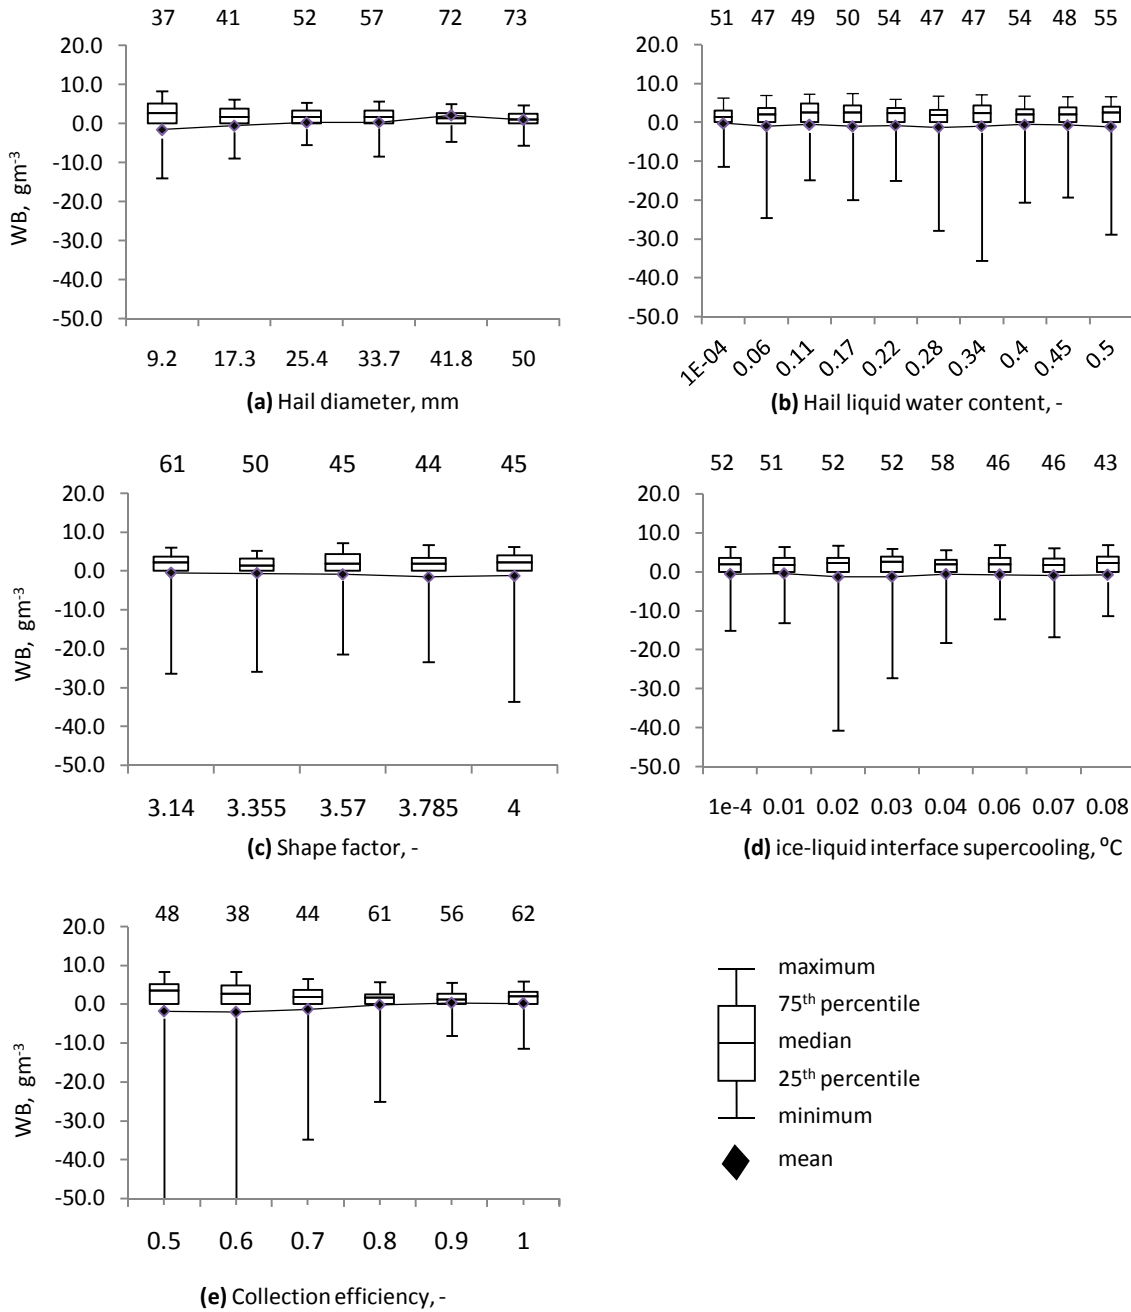 37 41 52 57 72 73
20.0
10.0
0.0
-10.0
-20.0
-30.0
-40.0
-50.0
WB, gm-3
9.2 17.3 25.4 33.7 41.8 50
(a) Hail diameter, mm
51 47 49 50 54 47 47 54 48 55
20.0
10.0
0.0
-10.0
-20.0
-30.0
-40.0
-50.0
1E-04 0.06 0.11 0.17 0.22 0.28 0.34 0.4 0.45 0.5
(b) Hail liquid water content, -
61 50 45 44 45
20.0
10.0
0.0
-10.0
-20.0
-30.0
-40.0
-50.0
WB, gm-3
3.14 3.355 3.57 3.785 4
(c) Shape factor, -
52 51 52 52 58 46 46 43
20.0
10.0
0.0
-10.0
-20.0
-30.0
-40.0
-50.0
1e-4 0.01 0.02 0.03 0.04 0.06 0.07 0.08
(d) ice-liquid interface supercooling, ⁰C
48 38 44 61 56 62
20.0
10.0
0.0
-10.0
-20.0
-30.0
-40.0
-50.0
WB, gm-3
0.5 0.6 0.7 0.8 0.9 1
(e) Collection efficiency, -
maximum
75th percentile
median
25th percentile
minimum
mean